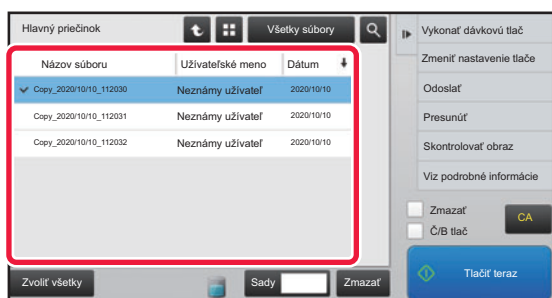 Hlavný priečinok
Všetky súbory
Názov súboru Užívateľské meno Dátum
Copy_2020/10/10_112030 Neznámy užívateľ 2020/10/10
Copy_2020/10/10_112031 Neznámy užívateľ 2020/10/10
Copy_2020/10/10_112032 Neznámy užívateľ 2020/10/10
Zvoliť všetky
Sady
Zmazať
Vykonať dávkovú tlač
Zmeniť nastavenie tlače
Odoslať
Presunúť
Skontrolovať obraz
Viz podrobné informácie
Zmazať
Č/B tlač
CA
Tlačiť teraz